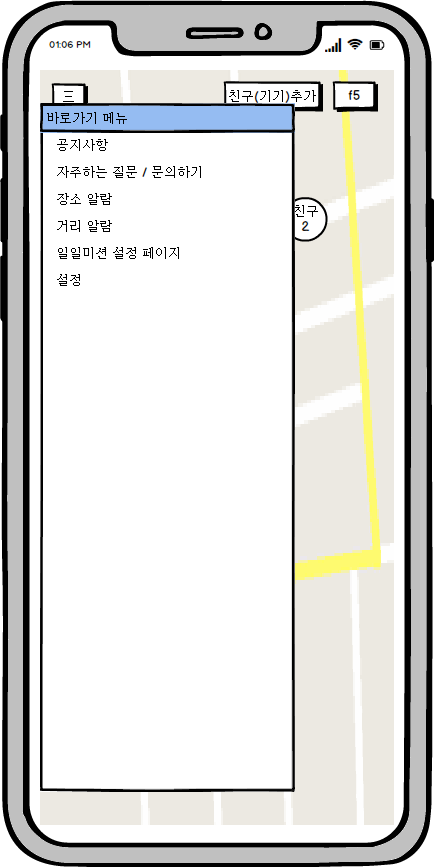 01:06 PM
三
친구(기기)추가
f5
바로가기 메뉴
공지사항
자주하는 질문 / 문의하기
장소 알람
거리 알람
일일미션 설정 페이지
설정
친구
2